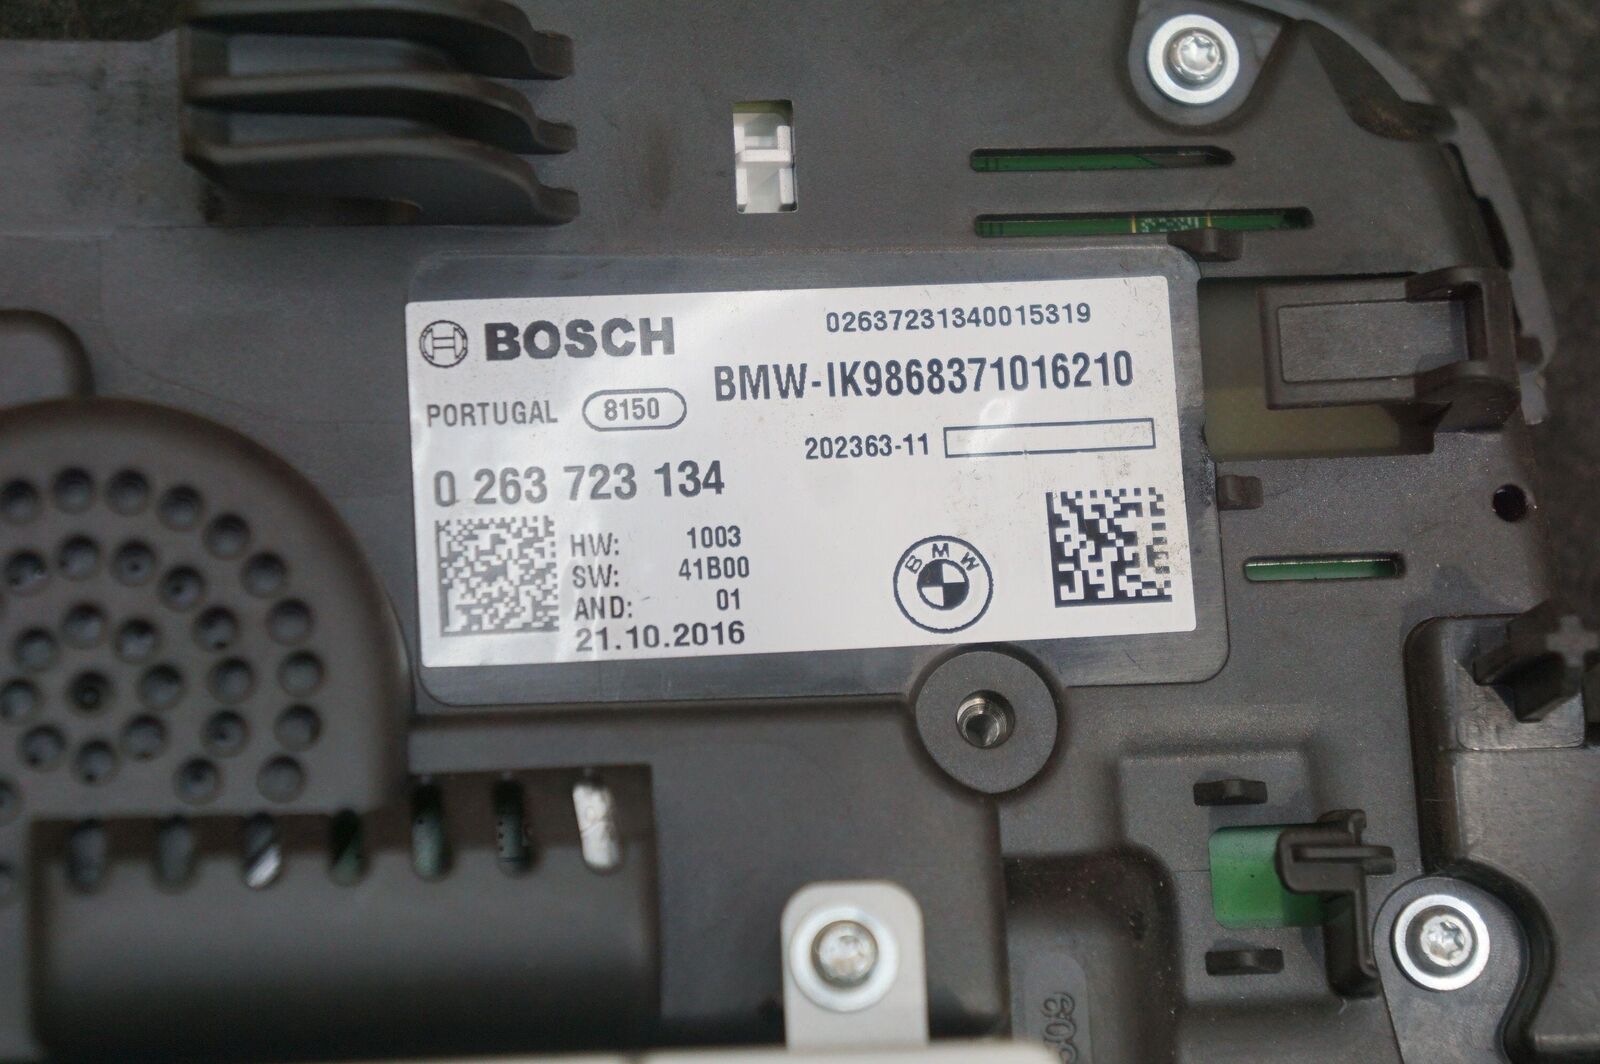 BOSCH
02637231340015319
BMW-IK9868371016210
PORTUGAL 8150
202363-11
0 263 723 134
HW: 1003
SW: 41B00
AND: 01
21.10.2016
BMW